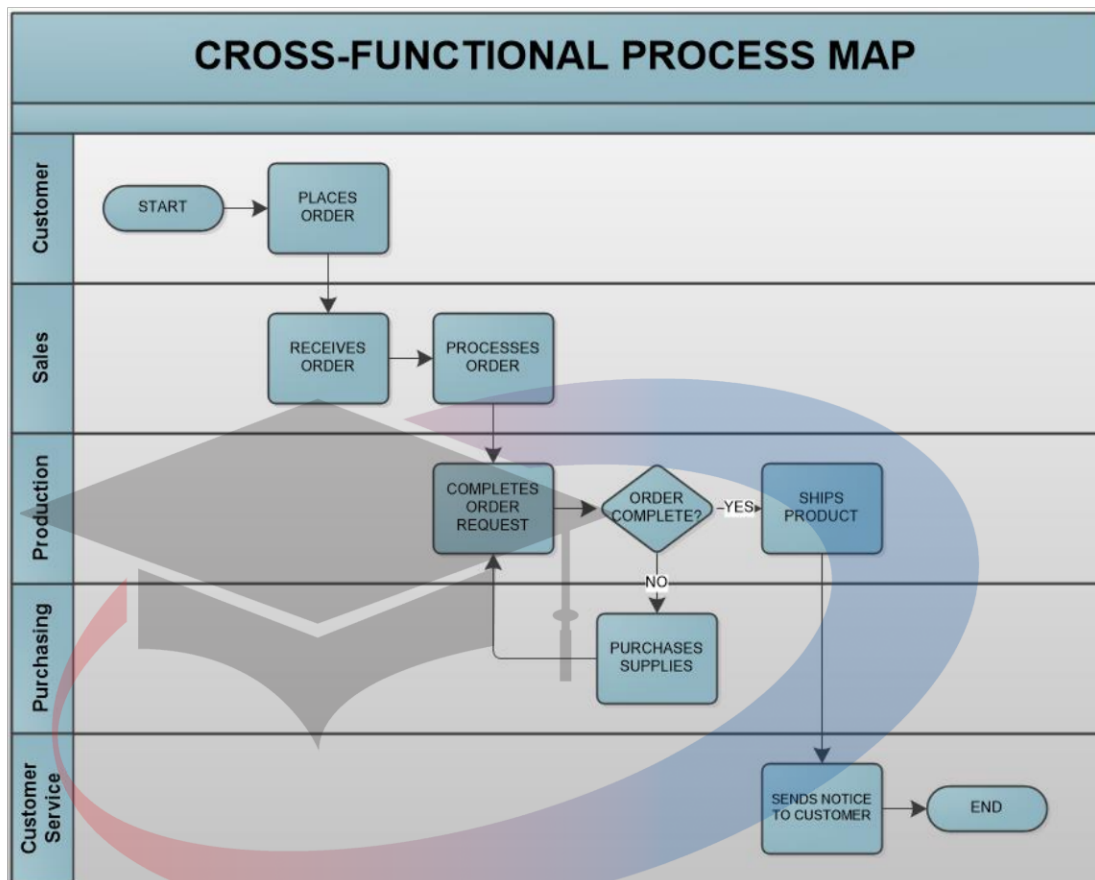 CROSS-FUNCTIONAL PROCESS MAP
Customer
START
PLACES
ORDER
Sales
RECEIVES
ORDER
PROCESSES
ORDER
Production
COMPLETES
ORDER
REQUEST
ORDER
COMPLETE?
YES
SHIPS
PRODUCT
NO
Purchasing
PURCHASES
SUPPLIES
Customer
Service
SENDS NOTICE
TO CUSTOMER
END